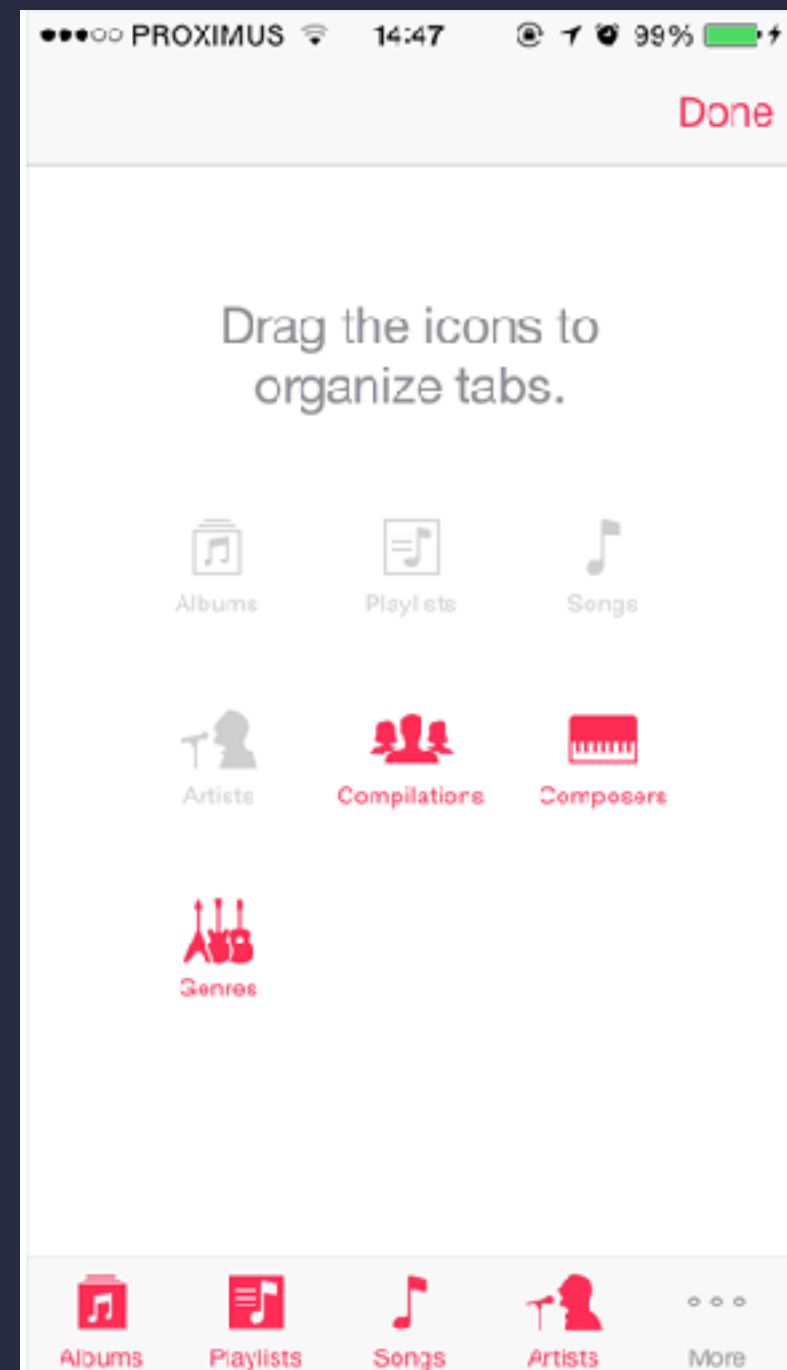 PROXIMUS 14:47 99%
Done
Drag the icons to
organize tabs.
Albums Playlists Songs
Artists Compilations Composers
Genres
Albums Playlists Songs Artists More